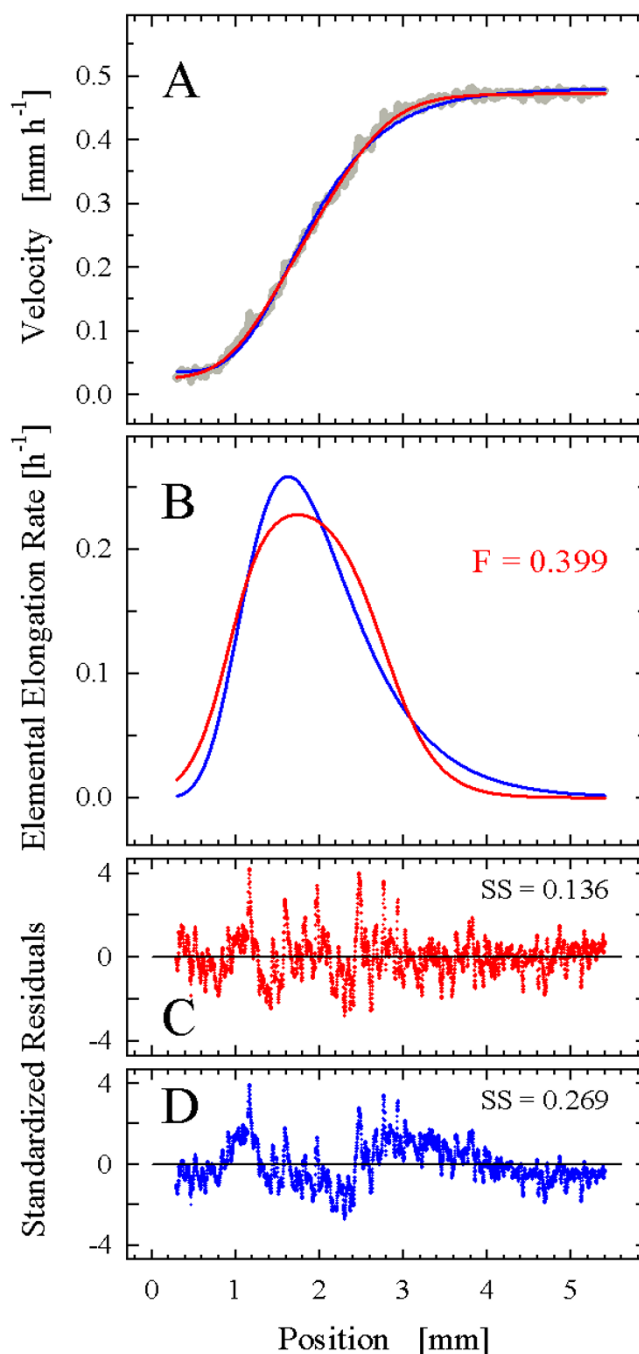 A
Velocity [mm h⁻¹]
0.5
0.4
0.3
0.2
0.1
0.0
B
Elemental Elongation Rate [h⁻¹]
F = 0.399
0.2
0.1
0.0
Standardized Residuals
4
SS = 0.136
0
C
-4
4
D
SS = 0.269
0
-4
0 1 2 3 4 5
Position [mm]